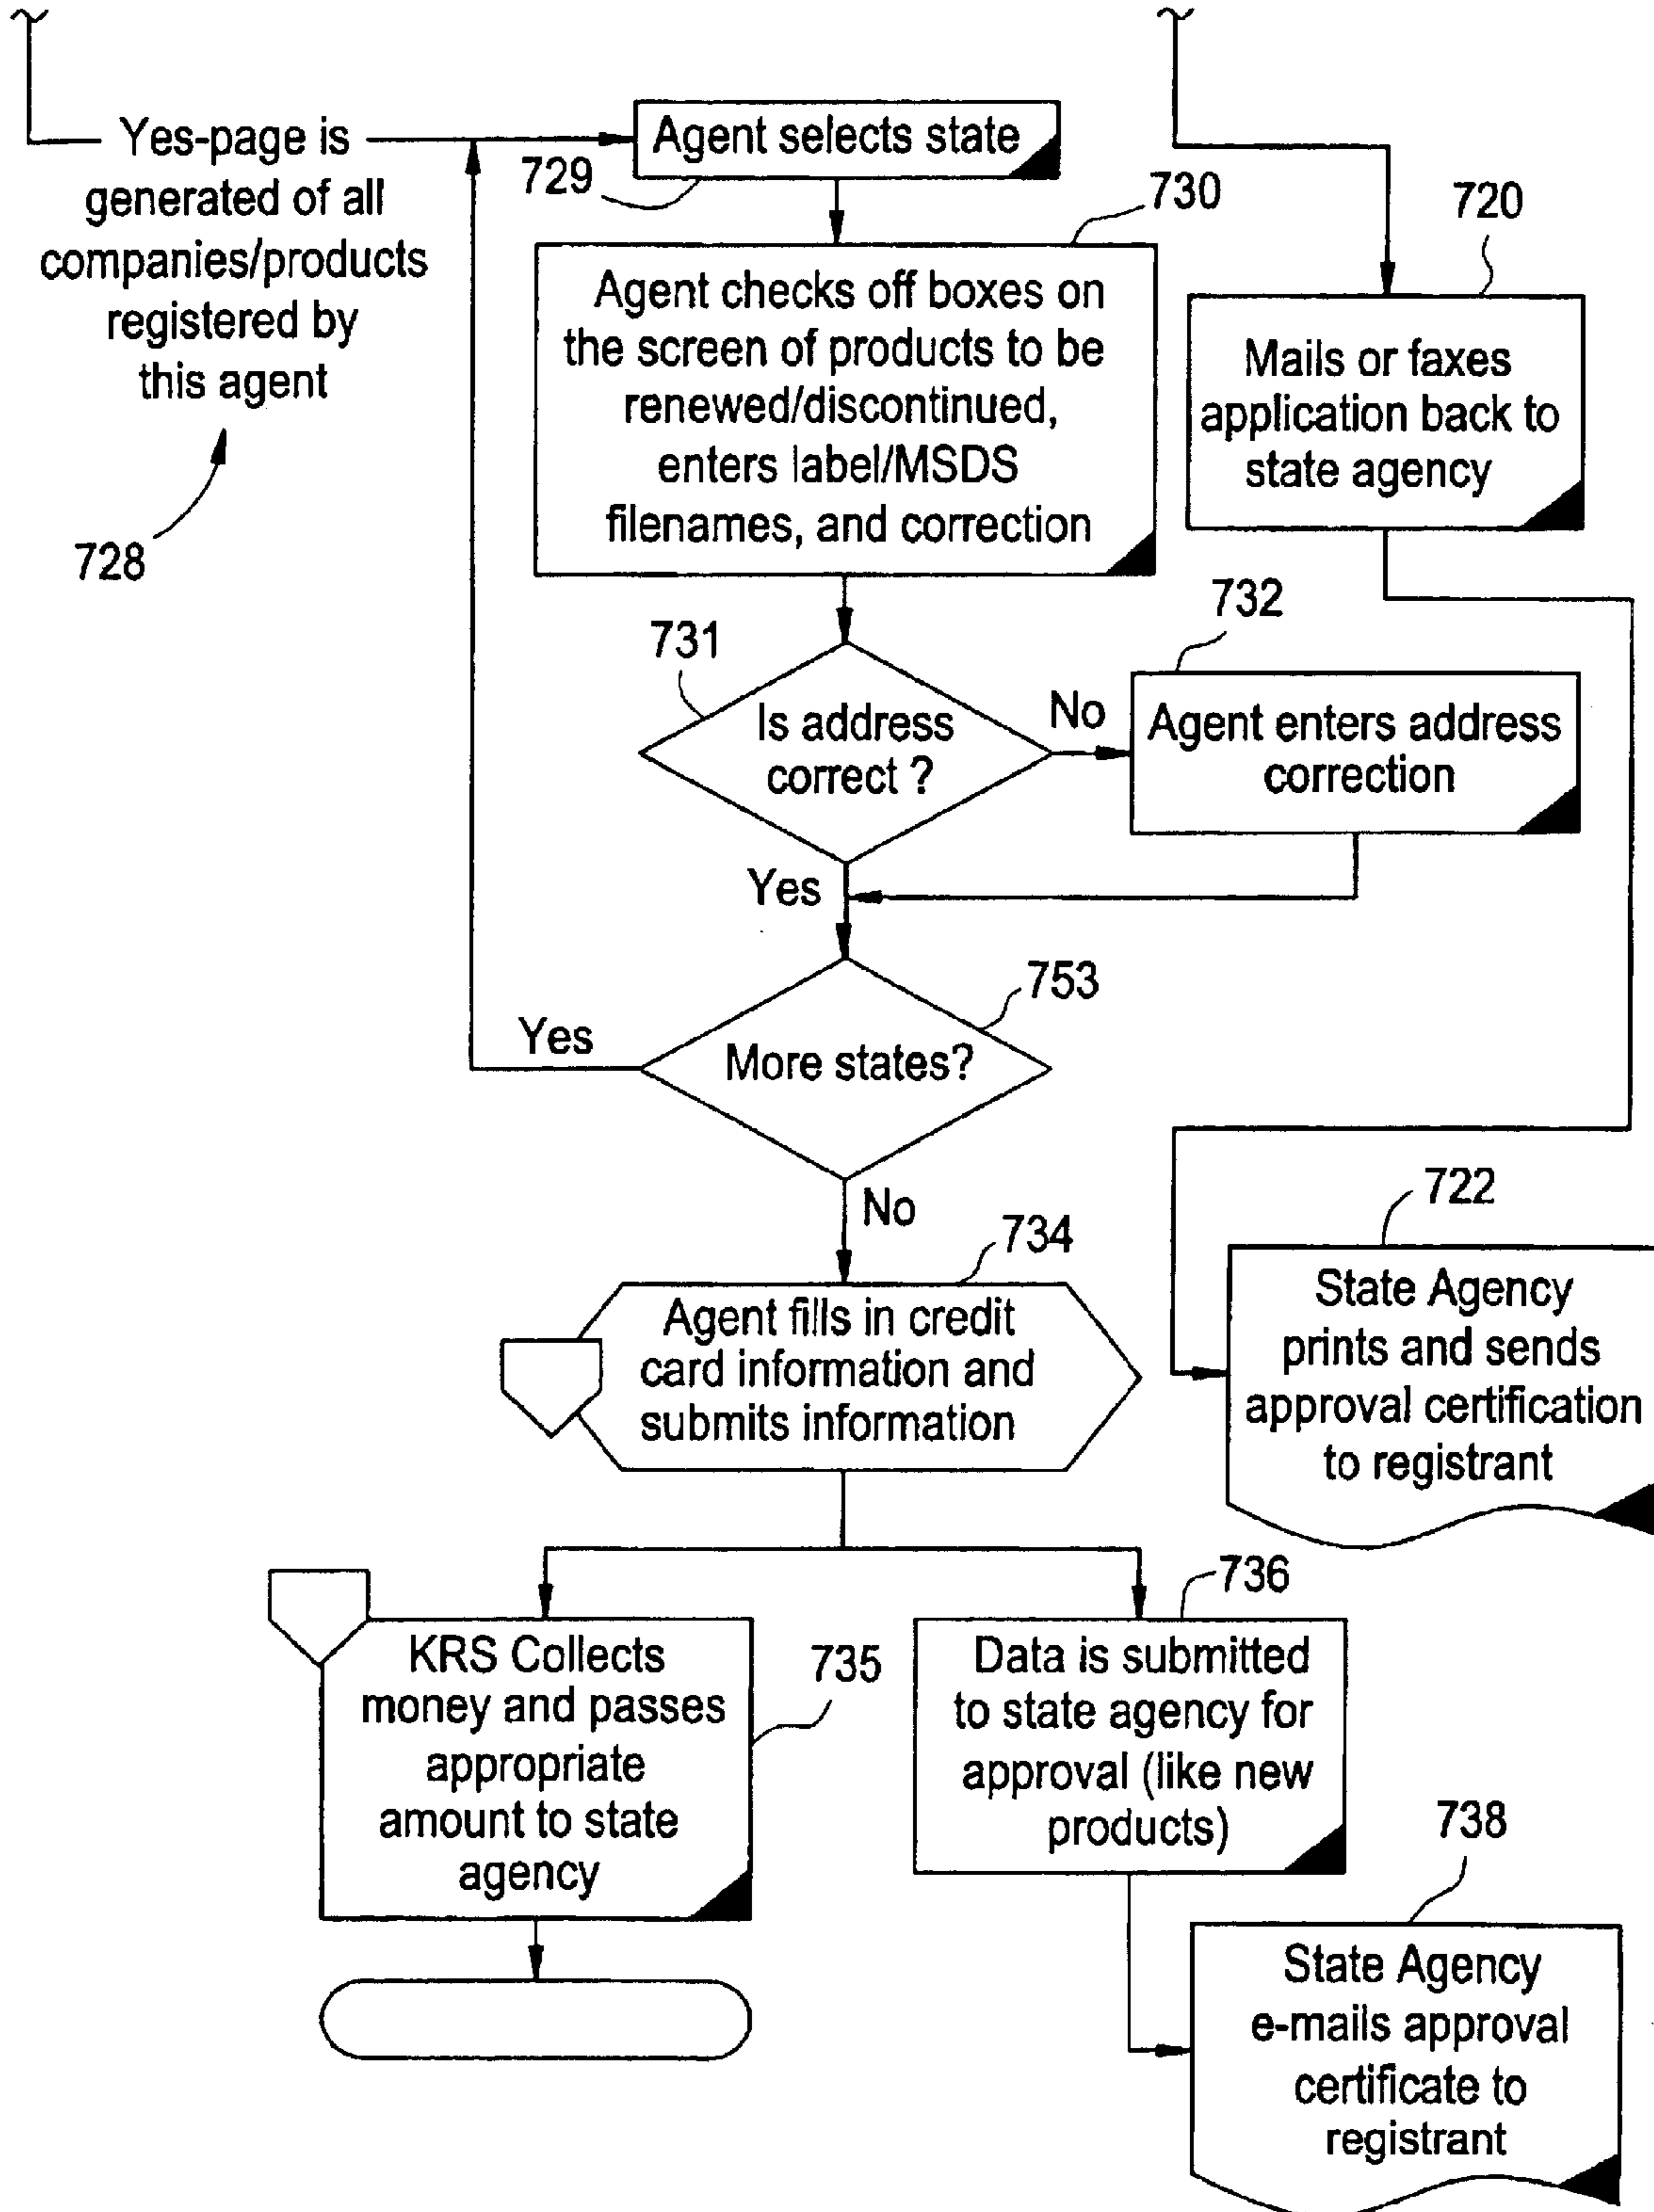 Yes-page is
generated of all
companies/products
registered by
this agent
728
Agent selects state
729
730
Agent checks off boxes on
the screen of products to be
renewed/discontinued,
enters label/MSDS
filenames, and correction
720
Mails or faxes
application back to
state agency
731
Is address
correct ?
No
732
Agent enters address
correction
Yes
753
More states?
Yes
No
734
Agent fills in credit
card information and
submits information
722
State Agency
prints and sends
approval certification
to registrant
KRS Collects
money and passes
appropriate
amount to state
agency
735
736
Data is submitted
to state agency for
approval (like new
products)
738
State Agency
e-mails approval
certificate to
registrant